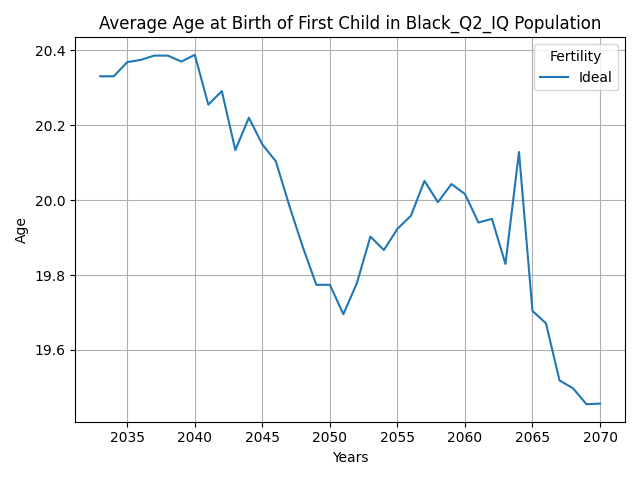 Average Age at Birth of First Child in Black_Q2_IQ Population
Fertility
Ideal
20.4
20.2
20.0
19.8
19.6
Age
2035 2040 2045 2050 2055 2060 2065 2070
Years